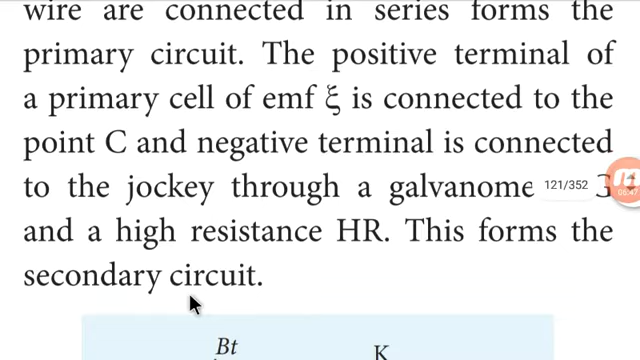 wire are connected in series forms the
primary circuit. The positive terminal of
a primary cell of emf ξ is connected to the
point C and negative terminal is connected
to the jockey through a galvanome
121/352
06:47
and a high resistance HR. This forms the
secondary circuit.
Bt
K